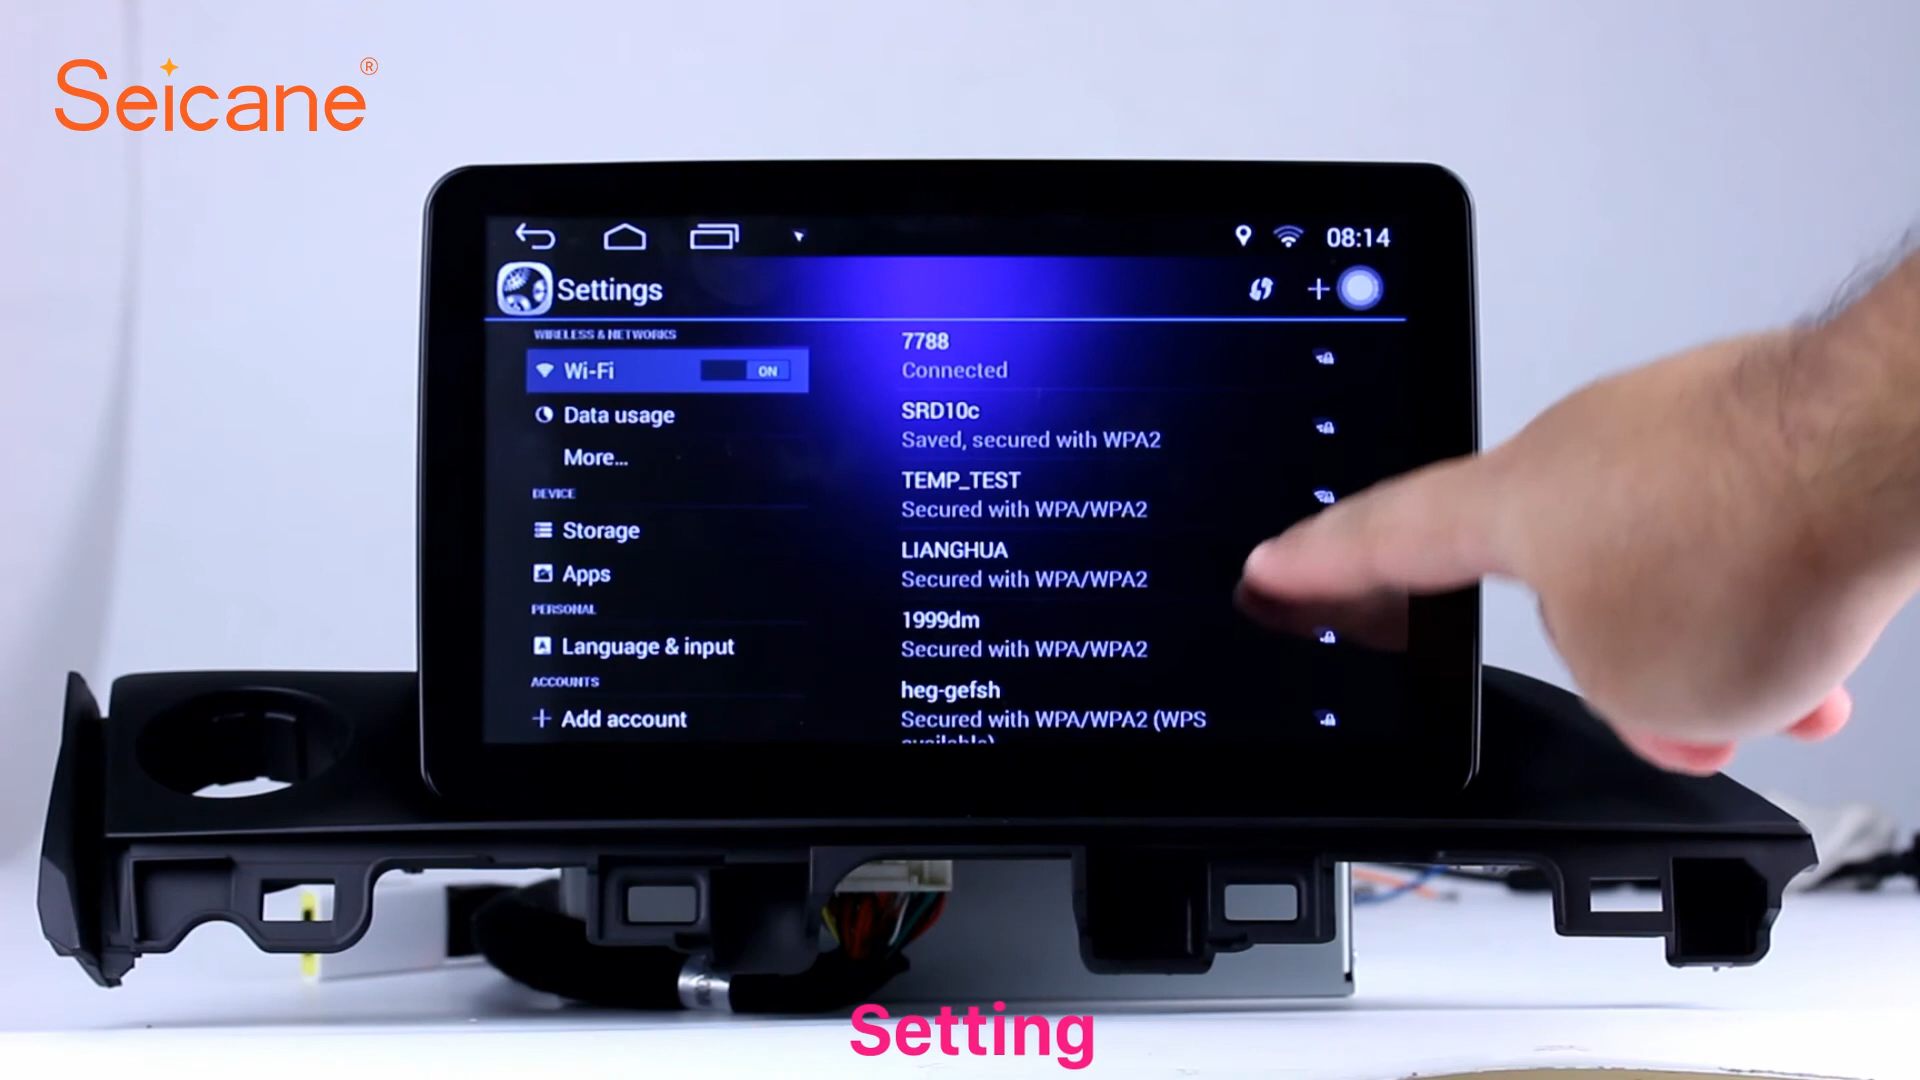 Seicane®
08:14
Settings
WIRELESS & NETWORKS
Wi-Fi
ON
Data usage
More...
DEVICE
Storage
Apps
PERSONAL
Language & input
ACCOUNTS
Add account
7788
Connected
SRD10c
Saved, secured with WPA2
TEMP_TEST
Secured with WPA/WPA2
LIANGHUA
Secured with WPA/WPA2
1999dm
Secured with WPA/WPA2
heg-gefsh
Secured with WPA/WPA2 (WPS
available)
Setting